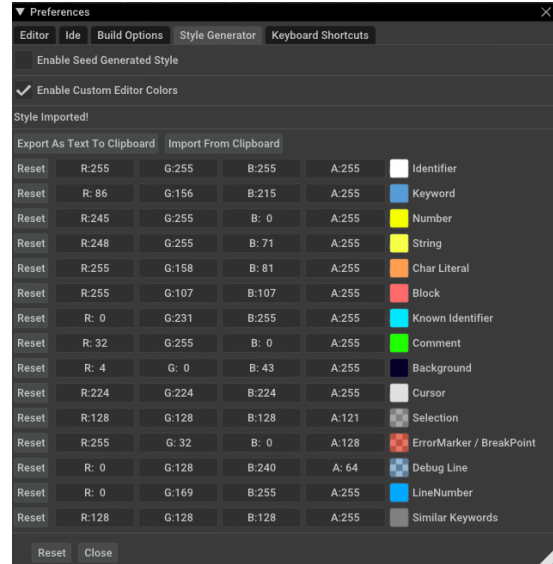 ▼ Preferences
Editor Ide Build Options Style Generator Keyboard Shortcuts
Enable Seed Generated Style
Enable Custom Editor Colors
Style Imported!
Export As Text To Clipboard Import From Clipboard
Reset R:255 G:255 B:255 A:255 Identifier
Reset R: 86 G:156 B:215 A:255 Keyword
Reset R:245 G:255 B: 0 A:255 Number
Reset R:248 G:255 B: 71 A:255 String
Reset R:255 G:158 B: 81 A:255 Char Literal
Reset R:255 G:107 B:107 A:255 Block
Reset R: 0 G:231 B:255 A:255 Known Identifier
Reset R: 32 G:255 B: 0 A:255 Comment
Reset R: 4 G: 0 B: 43 A:255 Background
Reset R:224 G:224 B:224 A:255 Cursor
Reset R:128 G:128 B:128 A:121 Selection
Reset R:255 G: 32 B: 0 A:128 ErrorMarker / BreakPoint
Reset R: 0 G:128 B:240 A: 64 Debug Line
Reset R: 0 G:169 B:255 A:255 LineNumber
Reset R:128 G:128 B:128 A:255 Similar Keywords
Reset Close